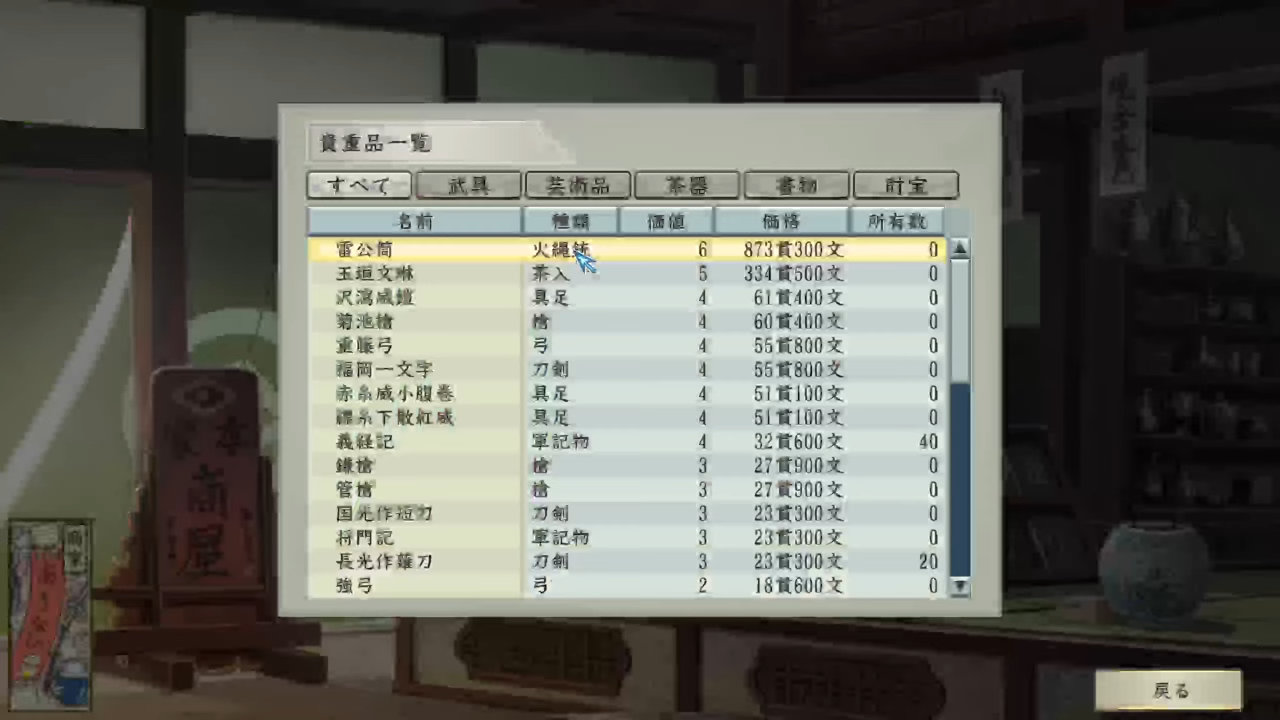 貴重品一覧
すべて 武具 芸術品 茶器 書物 財宝
名前 種類 価値 価格 所有数
雷公筒 火縄銃 6 873貫300文 0
玉垣文琳 茶入 5 334貫500文 0
沢瀉威鎧 具足 4 61貫400文 0
菊池槍 槍 4 60貫400文 0
重籐弓 弓 4 55貫800文 0
福岡一文字 刀剣 4 55貫800文 0
赤糸威小腹巻 具足 4 51貫100文 0
糸下散紅威 具足 4 51貫100文 0
義経記 軍記物 4 32貫600文 40
鎌槍 槍 3 27貫900文 0
管槍 槍 3 27貫900文 0
国光作短刀 刀剣 3 23貫300文 0
将門記 軍記物 3 23貫300文 0
長光作薙刀 刀剣 3 23貫300文 20
強弓 弓 2 18貫600文 0
商屋
戻る